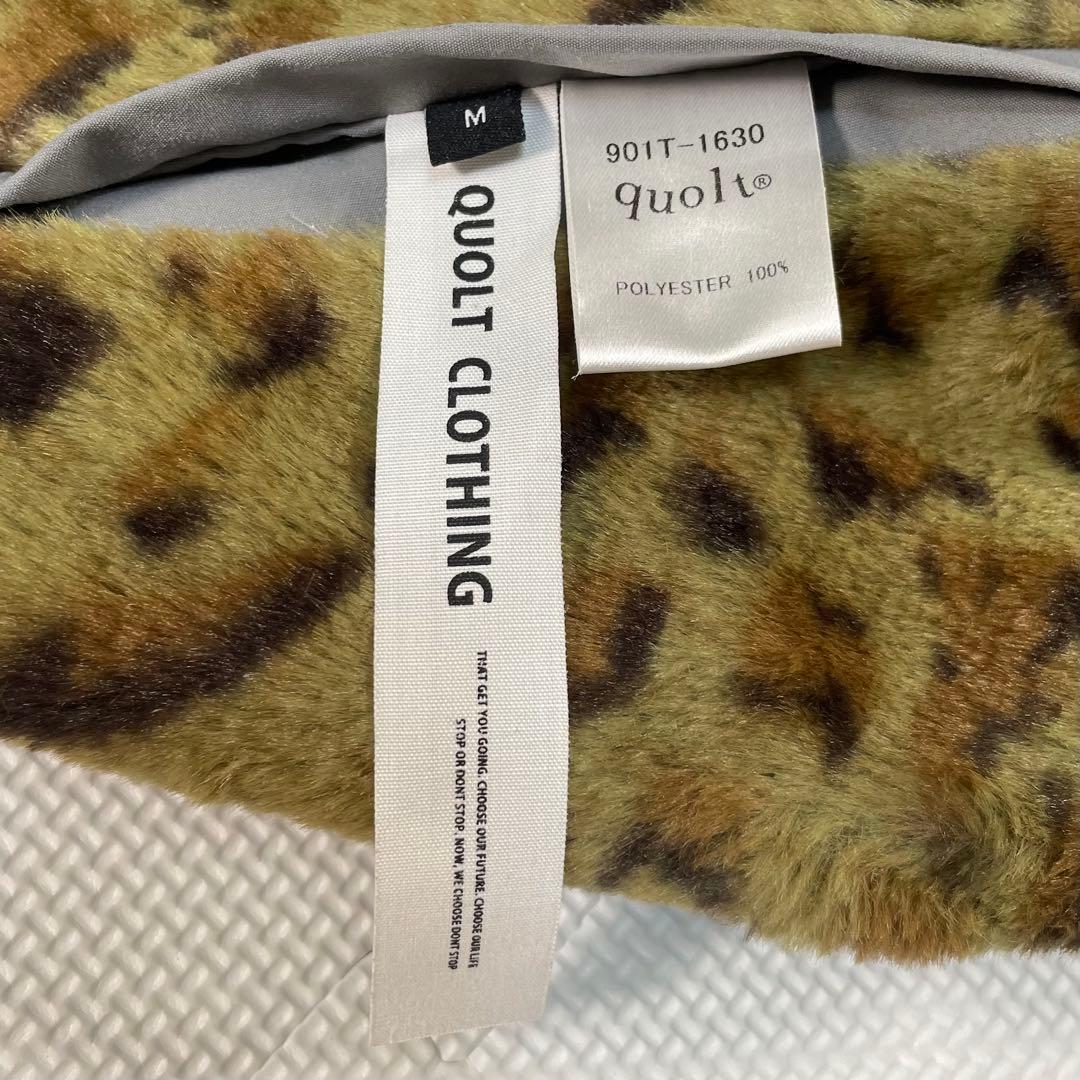 M
QUOLT CLOTHING
THAT GET YOU GOING. CHOOSE OUR FUTURE. CHOOSE OUR LIFE
STOP OR DONT STOP. NOW, WE CHOOSE DONT STOP
901T-1630
quolt®
POLYESTER 100%